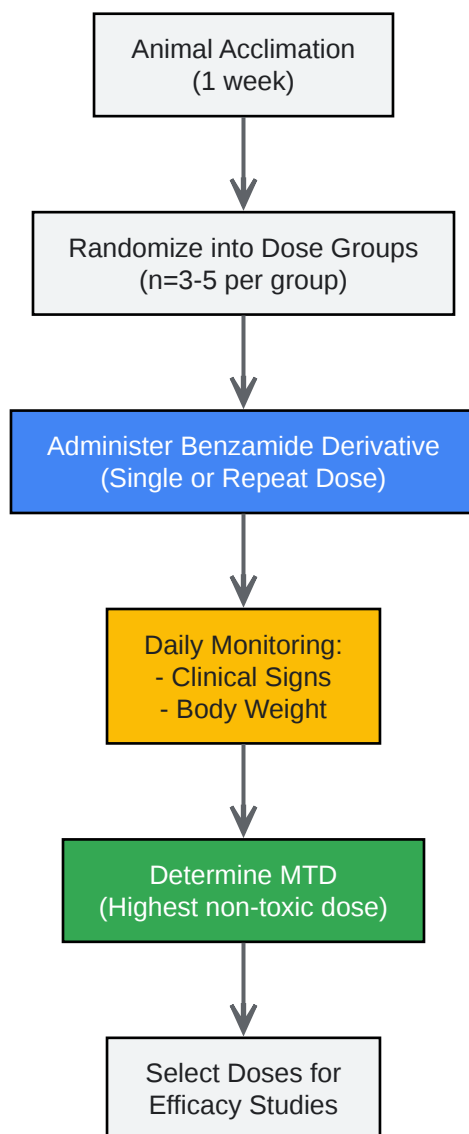 Animal Acclimation
(1 week)
Randomize into Dose Groups
(n=3-5 per group)
Administer Benzamide Derivative
(Single or Repeat Dose)
Daily Monitoring:
- Clinical Signs
- Body Weight
Determine MTD
(Highest non-toxic dose)
Select Doses for
Efficacy Studies